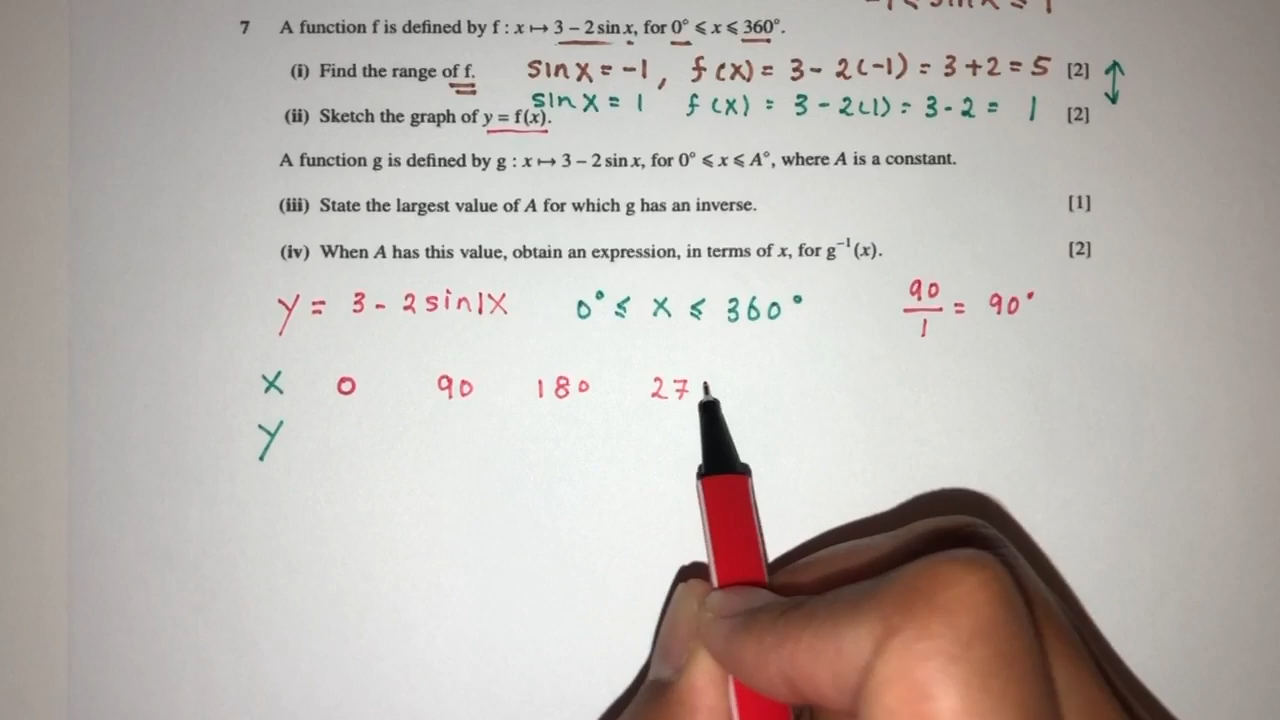 -1 ≤ sin x ≤ 1
7 A function f is defined by f : x ↦ 3 − 2 sin x, for 0° ⩽ x ⩽ 360°.
(i) Find the range of f. sin x = -1, f(x) = 3 - 2(-1) = 3+2 = 5 [2]
sin x = 1 f(x) = 3 - 2(1) = 3-2 = 1
(ii) Sketch the graph of y = f(x). [2]
A function g is defined by g : x ↦ 3 − 2 sin x, for 0° ⩽ x ⩽ A°, where A is a constant.
(iii) State the largest value of A for which g has an inverse. [1]
(iv) When A has this value, obtain an expression, in terms of x, for g⁻¹(x). [2]
y = 3 - 2 sin 1x 0° ≤ x ≤ 360° 90/1 = 90°
x 0 90 180 27
y